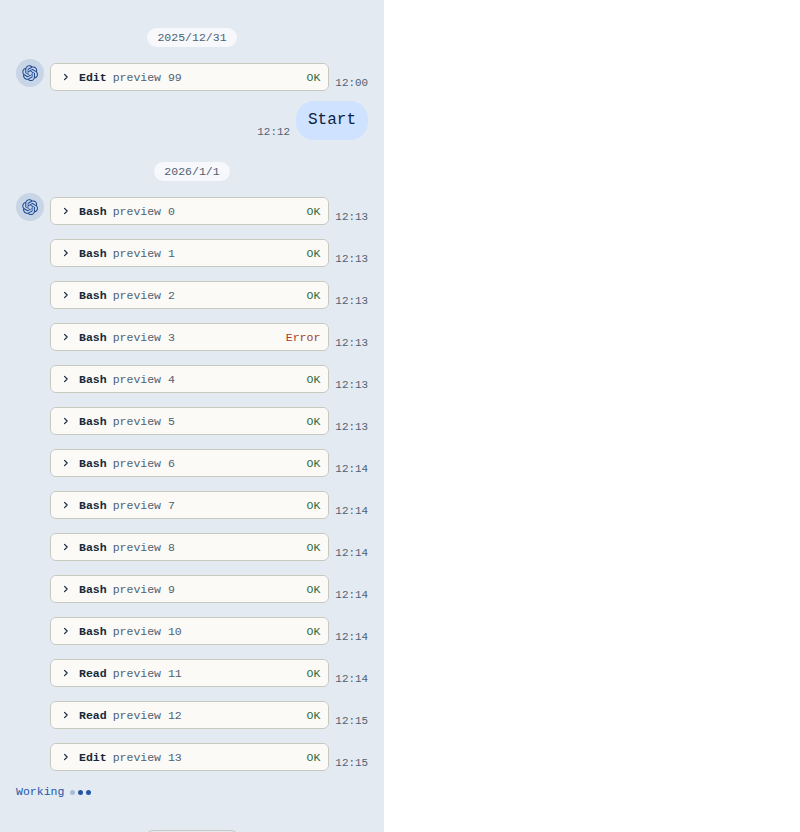 2025/12/31
Edit preview 99 OK 12:00
Start
12:12
2026/1/1
Bash preview 0 OK 12:13
Bash preview 1 OK 12:13
Bash preview 2 OK 12:13
Bash preview 3 Error 12:13
Bash preview 4 OK 12:13
Bash preview 5 OK 12:13
Bash preview 6 OK 12:14
Bash preview 7 OK 12:14
Bash preview 8 OK 12:14
Bash preview 9 OK 12:14
Bash preview 10 OK 12:14
Read preview 11 OK 12:14
Read preview 12 OK 12:15
Edit preview 13 OK 12:15
Working